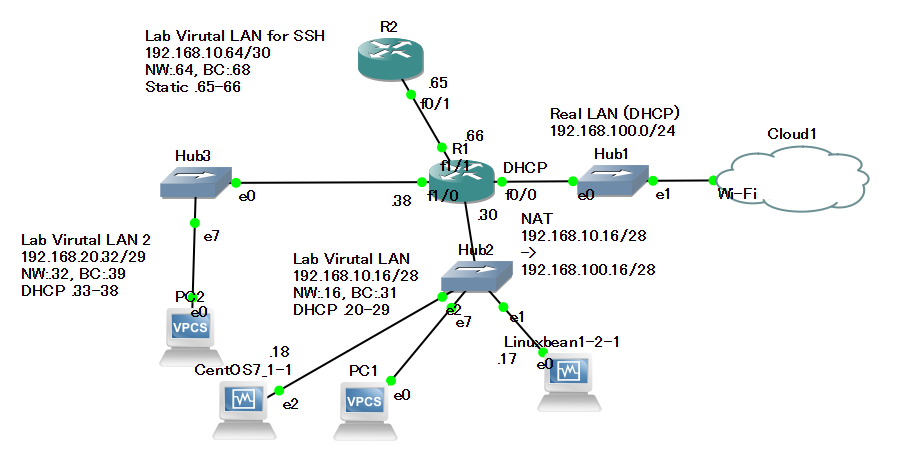 R2
Lab Virutal LAN for SSH
192.168.10.64/30
NW:.64, BC:.68
Static .65-66
.65
f0/1
Real LAN (DHCP)
192.168.100.0/24
Cloud1
.66
R1
f1/1
Hub3
Hub1
DHCP
e0
.38
f1/0
f0/0
e0
e1
Wi-Fi
.30
NAT
192.168.10.16/28
->
192.168.100.16/28
e7
Lab Virutal LAN 2
192.168.20.32/29
NW:.32, BC:.39
DHCP .33-38
Lab Virutal LAN
192.168.10.16/28
NW:.16, BC:.31
DHCP .20-29
Hub2
PC2
e0
VPCS
e2
e7
e1
Linuxbean1-2-1
.17
e0
.18
CentOS7_1-1
e2
PC1
e0
VPCS